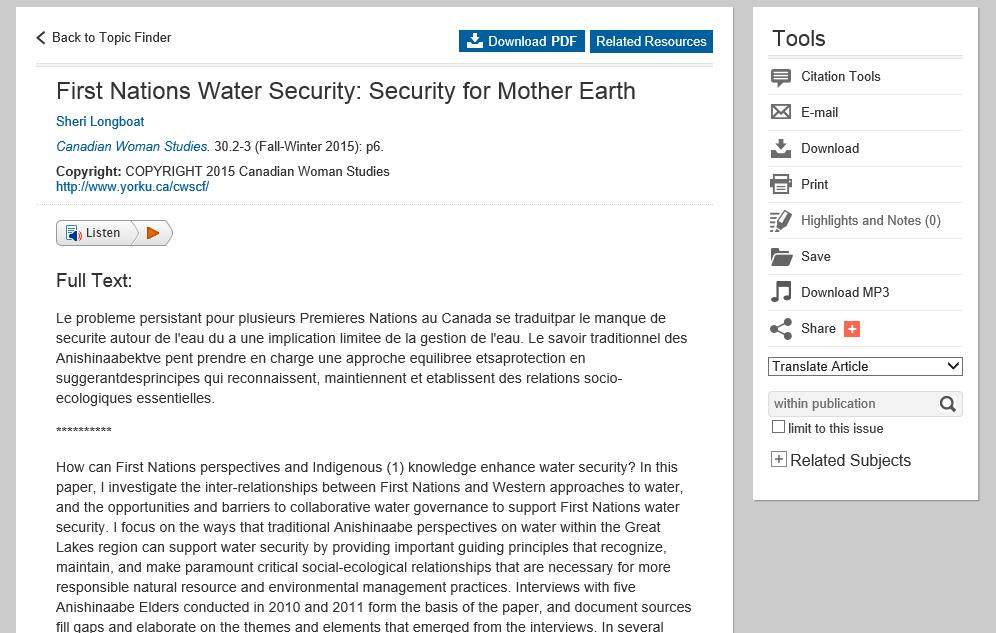 Back to Topic Finder
Download PDF
Related Resources
First Nations Water Security: Security for Mother Earth
Sheri Longboat
Canadian Woman Studies. 30.2-3 (Fall-Winter 2015): p6.
Copyright: COPYRIGHT 2015 Canadian Woman Studies
http://www.yorku.ca/cwscf/
Listen
Full Text:
Le probleme persistant pour plusieurs Premieres Nations au Canada se traduitpar le manque de
securite autour de l'eau du a une implication limitee de la gestion de l'eau. Le savoir traditionnel des
Anishinaabektve pent prendre en charge une approche equilibree etsaprotection en
suggerantdesprincipes qui reconnaissent, maintiennent et etablissent des relations socio-
ecologiques essentielles.
**********
How can First Nations perspectives and Indigenous (1) knowledge enhance water security? In this
paper, I investigate the inter-relationships between First Nations and Western approaches to water,
and the opportunities and barriers to collaborative water governance to support First Nations water
security. I focus on the ways that traditional Anishinaabe perspectives on water within the Great
Lakes region can support water security by providing important guiding principles that recognize,
maintain, and make paramount critical social-ecological relationships that are necessary for more
responsible natural resource and environmental management practices. Interviews with five
Anishinaabe Elders conducted in 2010 and 2011 form the basis of the paper, and document sources
fill gaps and elaborate on the themes and elements that emerged from the interviews. In several
Tools
Citation Tools
E-mail
Download
Print
Highlights and Notes (0)
Save
Download MP3
Share
Translate Article
within publication
limit to this issue
Related Subjects